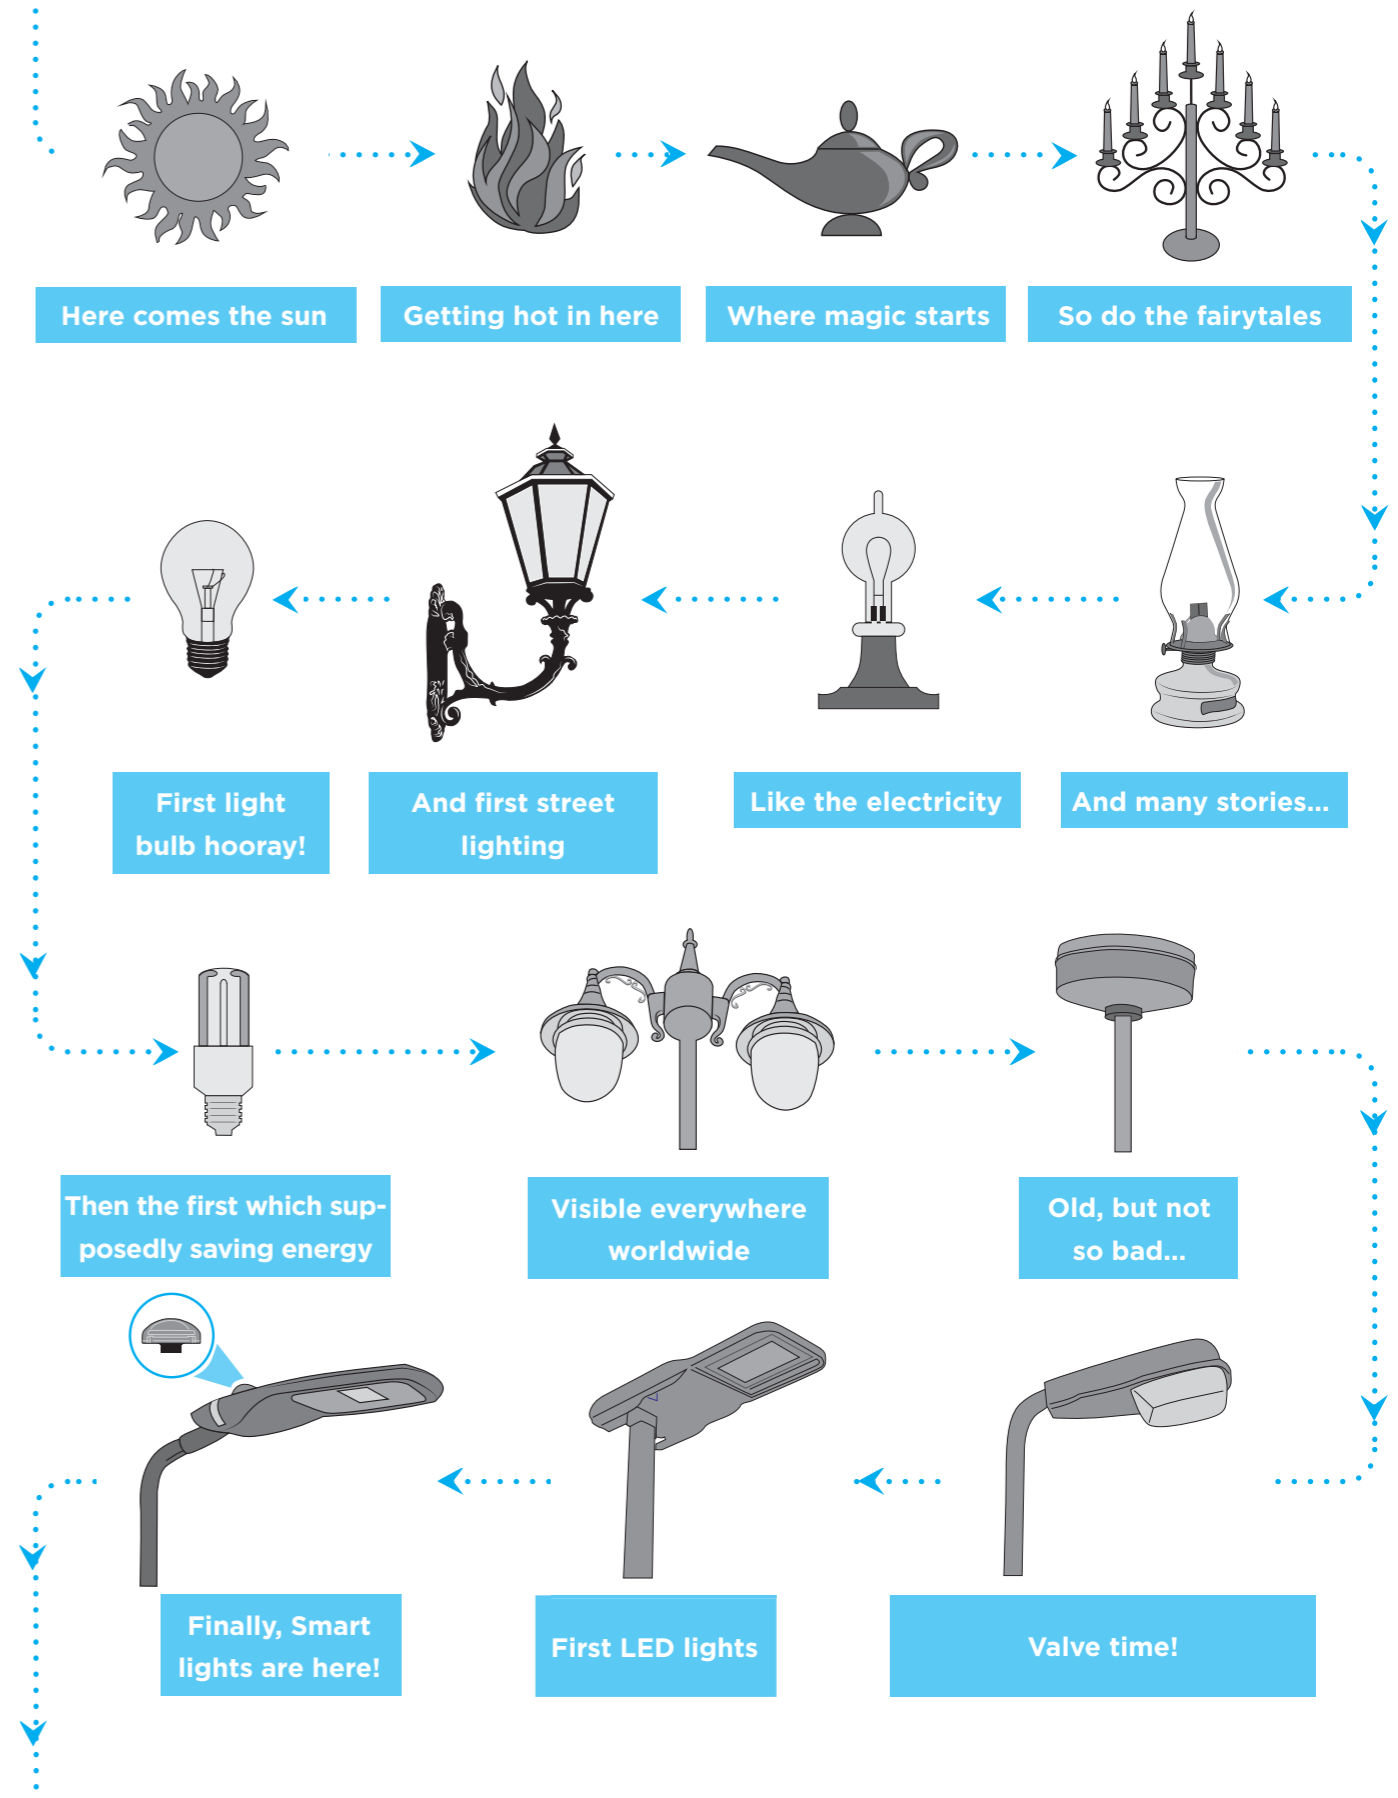 Here comes the sun
Getting hot in here
Where magic starts
So do the fairytales
And many stories...
Like the electricity
And first street
lighting
First light
bulb hooray!
Then the first which sup-
posedly saving energy
Visible everywhere
worldwide
Old, but not
so bad...
Valve time!
First LED lights
Finally, Smart
lights are here!